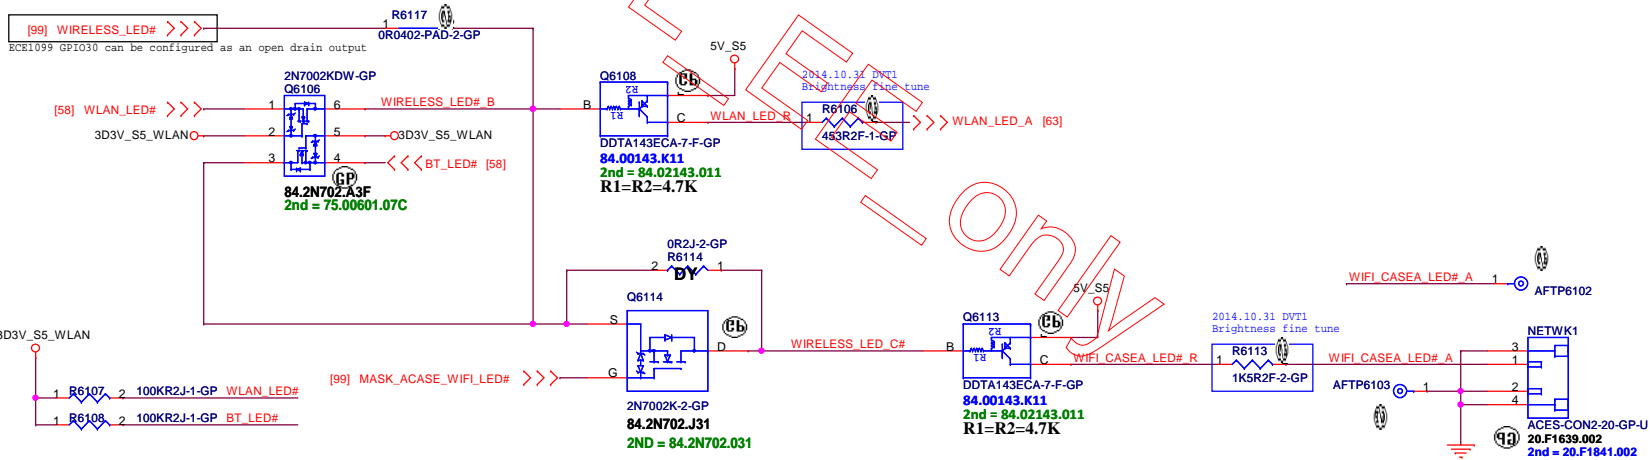 [99] WIRELESS_LED#
ECE1099 GPIO30 can be configured as an open drain output
R6117
1
0R0402-PAD-2-GP
2N7002KDW-GP
Q6106
[58] WLAN_LED#
1
6
WIRELESS_LED#_B
3D3V_S5_WLAN
2
5
3D3V_S5_WLAN
3
4
BT_LED# [58]
GP
84.2N702.A3F
2nd = 75.00601.07C
5V_S5
Q6108
R2
R1
B
E
C
WLAN_LED_R
DDTA143ECA-7-F-GP
84.00143.K11
2nd = 84.02143.011
R1=R2=4.7K
2014.10.31 DVT1
Brightness fine tune
R6106
1
453R2F-1-GP
WLAN_LED_A [63]
only
0R2J-2-GP
R6114
2
1
DY
Q6114
S
D
G
[99] MASK_ACASE_WIFI_LED#
2N7002K-2-GP
84.2N702.J31
2ND = 84.2N702.031
WIRELESS_LED_C#
5V_S5
Q6113
R2
R1
B
E
C
WIFI_CASEA_LED#_R
DDTA143ECA-7-F-GP
84.00143.K11
2nd = 84.02143.011
R1=R2=4.7K
2014.10.31 DVT1
Brightness fine tune
R6113
1
1K5R2F-2-GP
WIFI_CASEA_LED#_A
WIFI_CASEA_LED#_A
1
AFTP6102
AFTP6103
1
NETWK1
3
1
2
4
ACES-CON2-20-GP-U
20.F1639.002
2nd = 20.F1841.002
3D3V_S5_WLAN
1
R6107
2
100KR2J-1-GP
WLAN_LED#
1
R6108
2
100KR2J-1-GP
BT_LED#